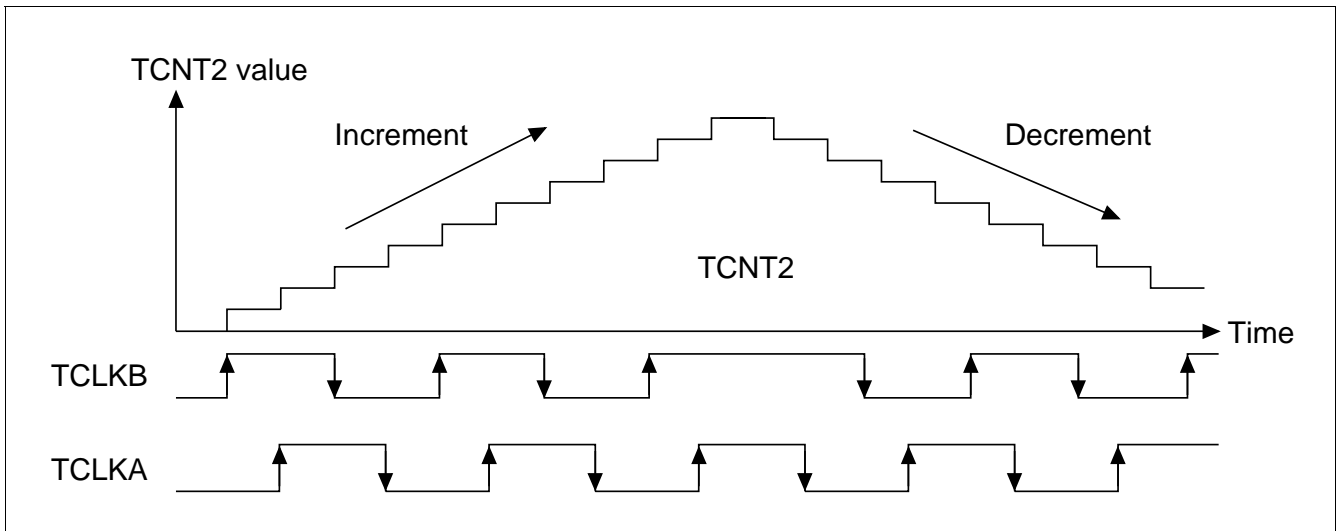 TCNT2 value
Increment
Decrement
TCNT2
Time
TCLKB
TCLKA